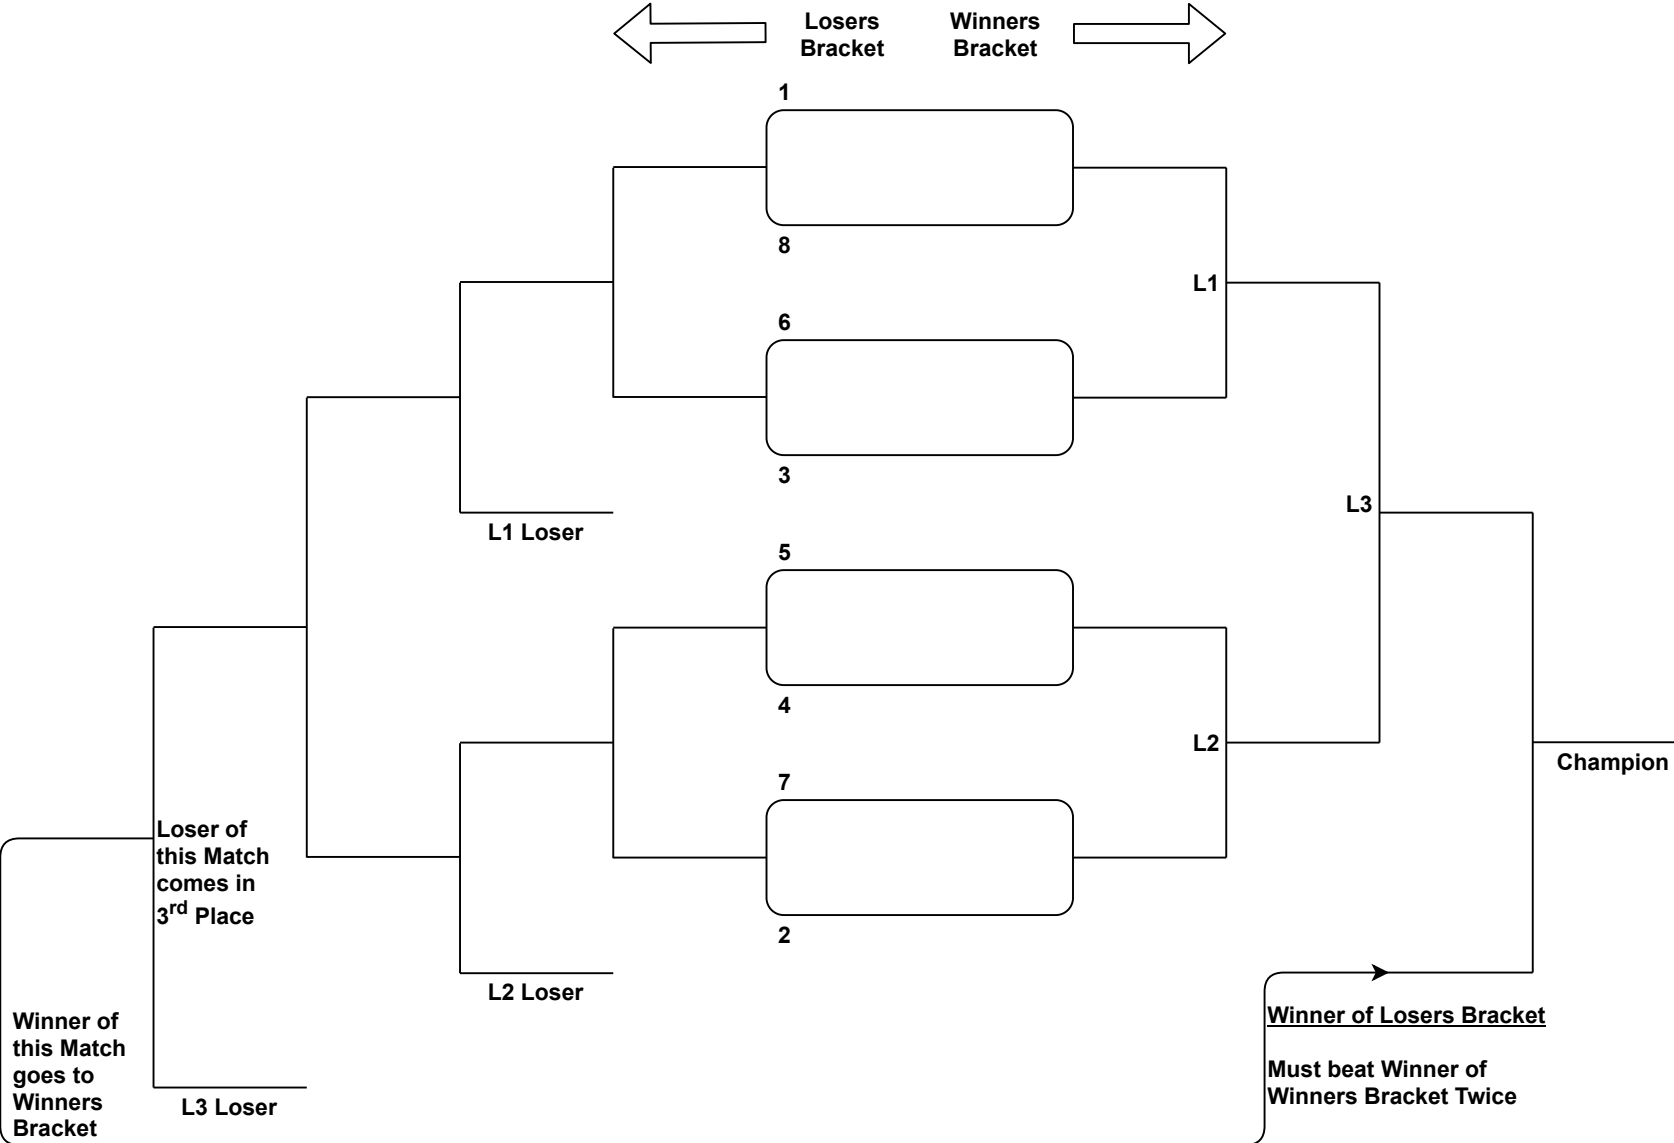 Losers
Bracket
Winners
Bracket
1
8
L1
6
3
L1 Loser
L3
5
4
L2
7
Champion
Loser of
this Match
comes in
3rd Place
2
L2 Loser
Winner of
this Match
goes to
Winners
Bracket
L3 Loser
Winner of Losers Bracket
Must beat Winner of
Winners Bracket Twice